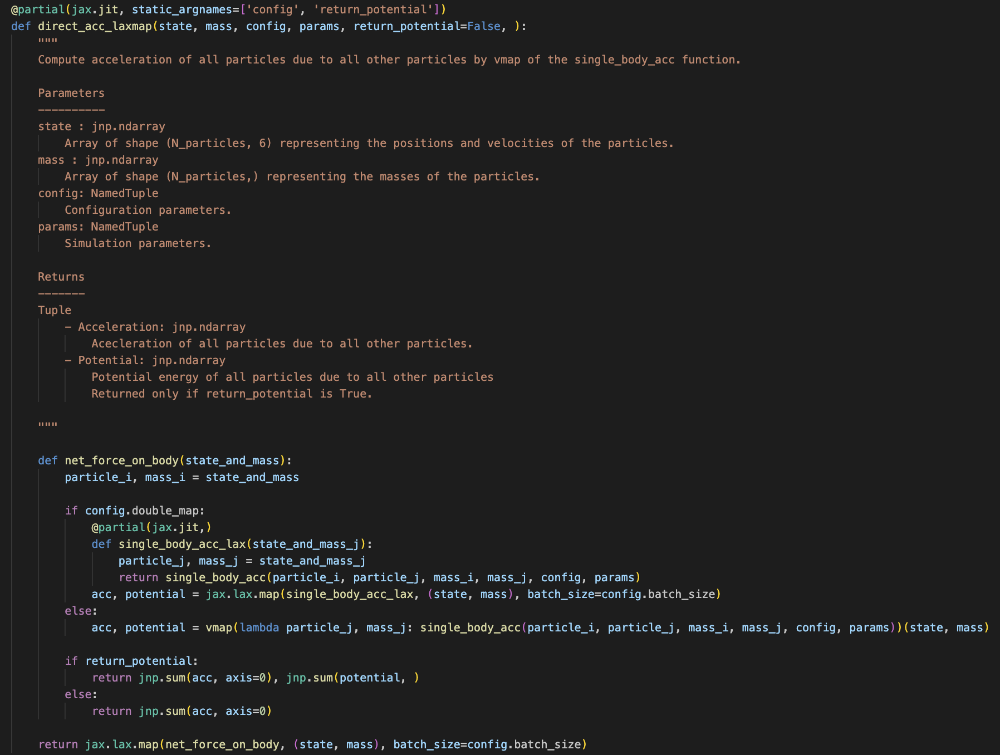 @partial(jax.jit, static_argnames=['config', 'return_potential'])
def direct_acc_laxmap(state, mass, config, params, return_potential=False, ):
    """
    Compute acceleration of all particles due to all other particles by vmap of the single_body_acc function.

    Parameters
    ----------
    state : jnp.ndarray
        Array of shape (N_particles, 6) representing the positions and velocities of the particles.
    mass : jnp.ndarray
        Array of shape (N_particles,) representing the masses of the particles.
    config: NamedTuple
        Configuration parameters.
    params: NamedTuple
        Simulation parameters.

    Returns
    -------
    Tuple
        - Acceleration: jnp.ndarray
            Acecleration of all particles due to all other particles.
        - Potential: jnp.ndarray
            Potential energy of all particles due to all other particles
            Returned only if return_potential is True.

    """

    def net_force_on_body(state_and_mass):
        particle_i, mass_i = state_and_mass

        if config.double_map:
            @partial(jax.jit,)
            def single_body_acc_lax(state_and_mass_j):
                particle_j, mass_j = state_and_mass_j
                return single_body_acc(particle_i, particle_j, mass_i, mass_j, config, params)
            acc, potential = jax.lax.map(single_body_acc_lax, (state, mass), batch_size=config.batch_size)
        else:
            acc, potential = vmap(lambda particle_j, mass_j: single_body_acc(particle_i, particle_j, mass_i, mass_j, config, params))(state, mass)

        if return_potential:
            return jnp.sum(acc, axis=0), jnp.sum(potential, )
        else:
            return jnp.sum(acc, axis=0)

    return jax.lax.map(net_force_on_body, (state, mass), batch_size=config.batch_size)